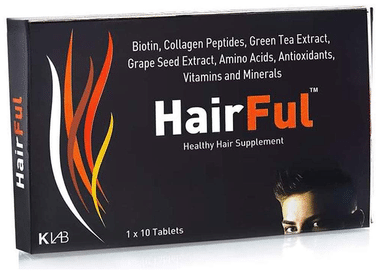 Biotin, Collagen Peptides, Green Tea Extract,
Grape Seed Extract, Amino Acids, Antioxidants,
Vitamins and Minerals
HairFul™
Healthy Hair Supplement
1 x 10 Tablets
KLAB